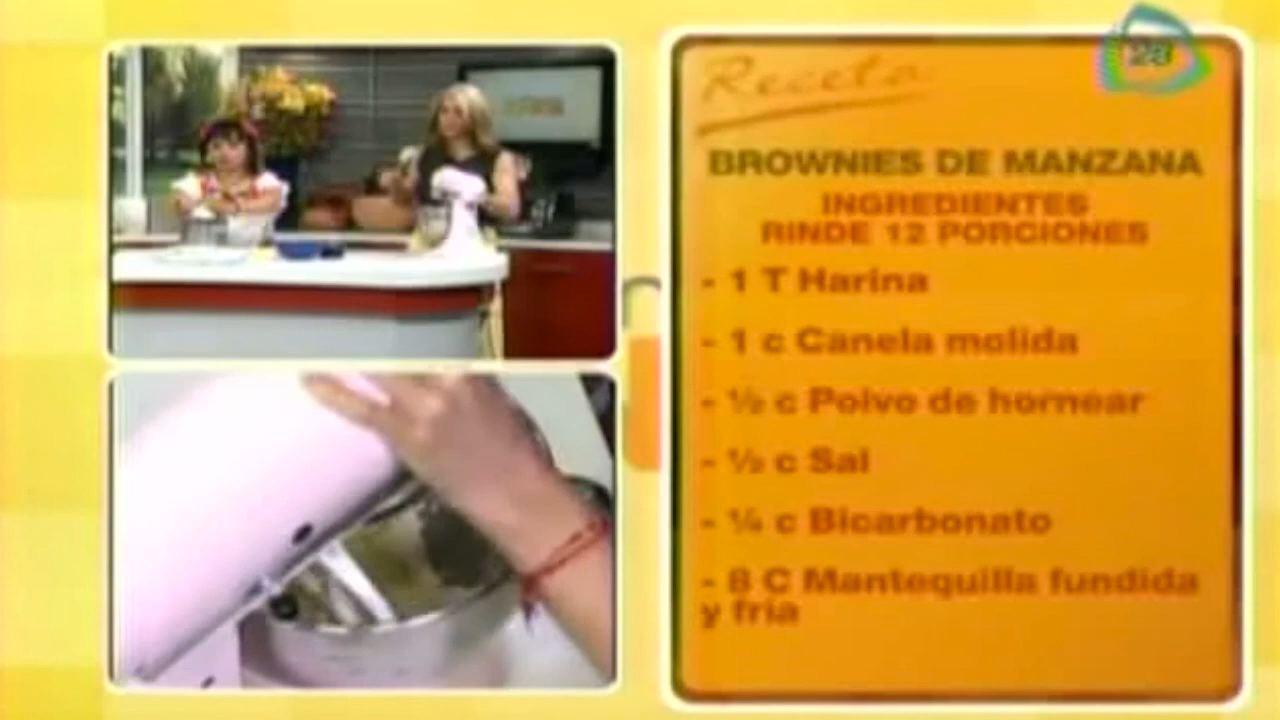 28
Receta
BROWNIES DE MANZANA
INGREDIENTES
RINDE 12 PORCIONES
- 1 T Harina
- 1 c Canela molida
- ½ c Polvo de hornear
- ½ c Sal
- ¼ c Bicarbonato
- 8 C Mantequilla fundida
y fría